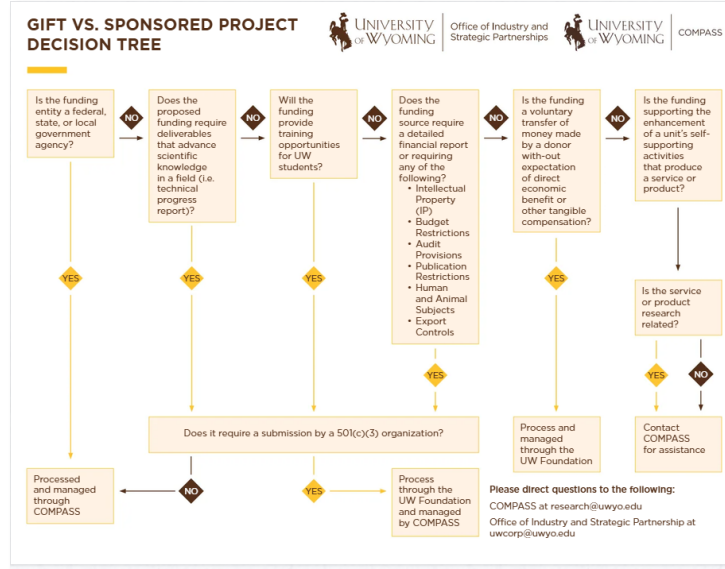 GIFT VS. SPONSORED PROJECT
DECISION TREE
UNIVERSITY
OF WYOMING
Office of Industry and
Strategic Partnerships
UNIVERSITY
OF WYOMING
COMPASS
Is the funding
entity a federal,
state, or local
government
agency?
NO
Does the
proposed
funding require
deliverables
that advance
scientific
knowledge
in a field (i.e.
technical
progress
report)?
NO
Will the
funding
provide
training
opportunities
for UW
students?
NO
Does the
funding
source require
a detailed
financial report
or requiring
any of the
following?
• Intellectual
Property
(IP)
• Budget
Restrictions
• Audit
Provisions
• Publication
Restrictions
• Human
and Animal
Subjects
• Export
Controls
NO
Is the funding
a voluntary
transfer of
money made
by a donor
with-out
expectation
of direct
economic
benefit or
other tangible
compensation?
NO
Is the funding
supporting the
enhancement
of a unit's self-
supporting
activities
that produce
a service or
product?
YES
YES
YES
YES
YES
Is the service
or product
research
related?
YES
NO
Does it require a submission by a 501(c)(3) organization?
Process and
managed
through the
UW Foundation
Contact
COMPASS
for assistance
Processed
and managed
through
COMPASS
NO
YES
Process
through the
UW Foundation
and managed
by COMPASS
Please direct questions to the following:
COMPASS at research@uwyo.edu
Office of Industry and Strategic Partnership at
uwcorp@uwyo.edu